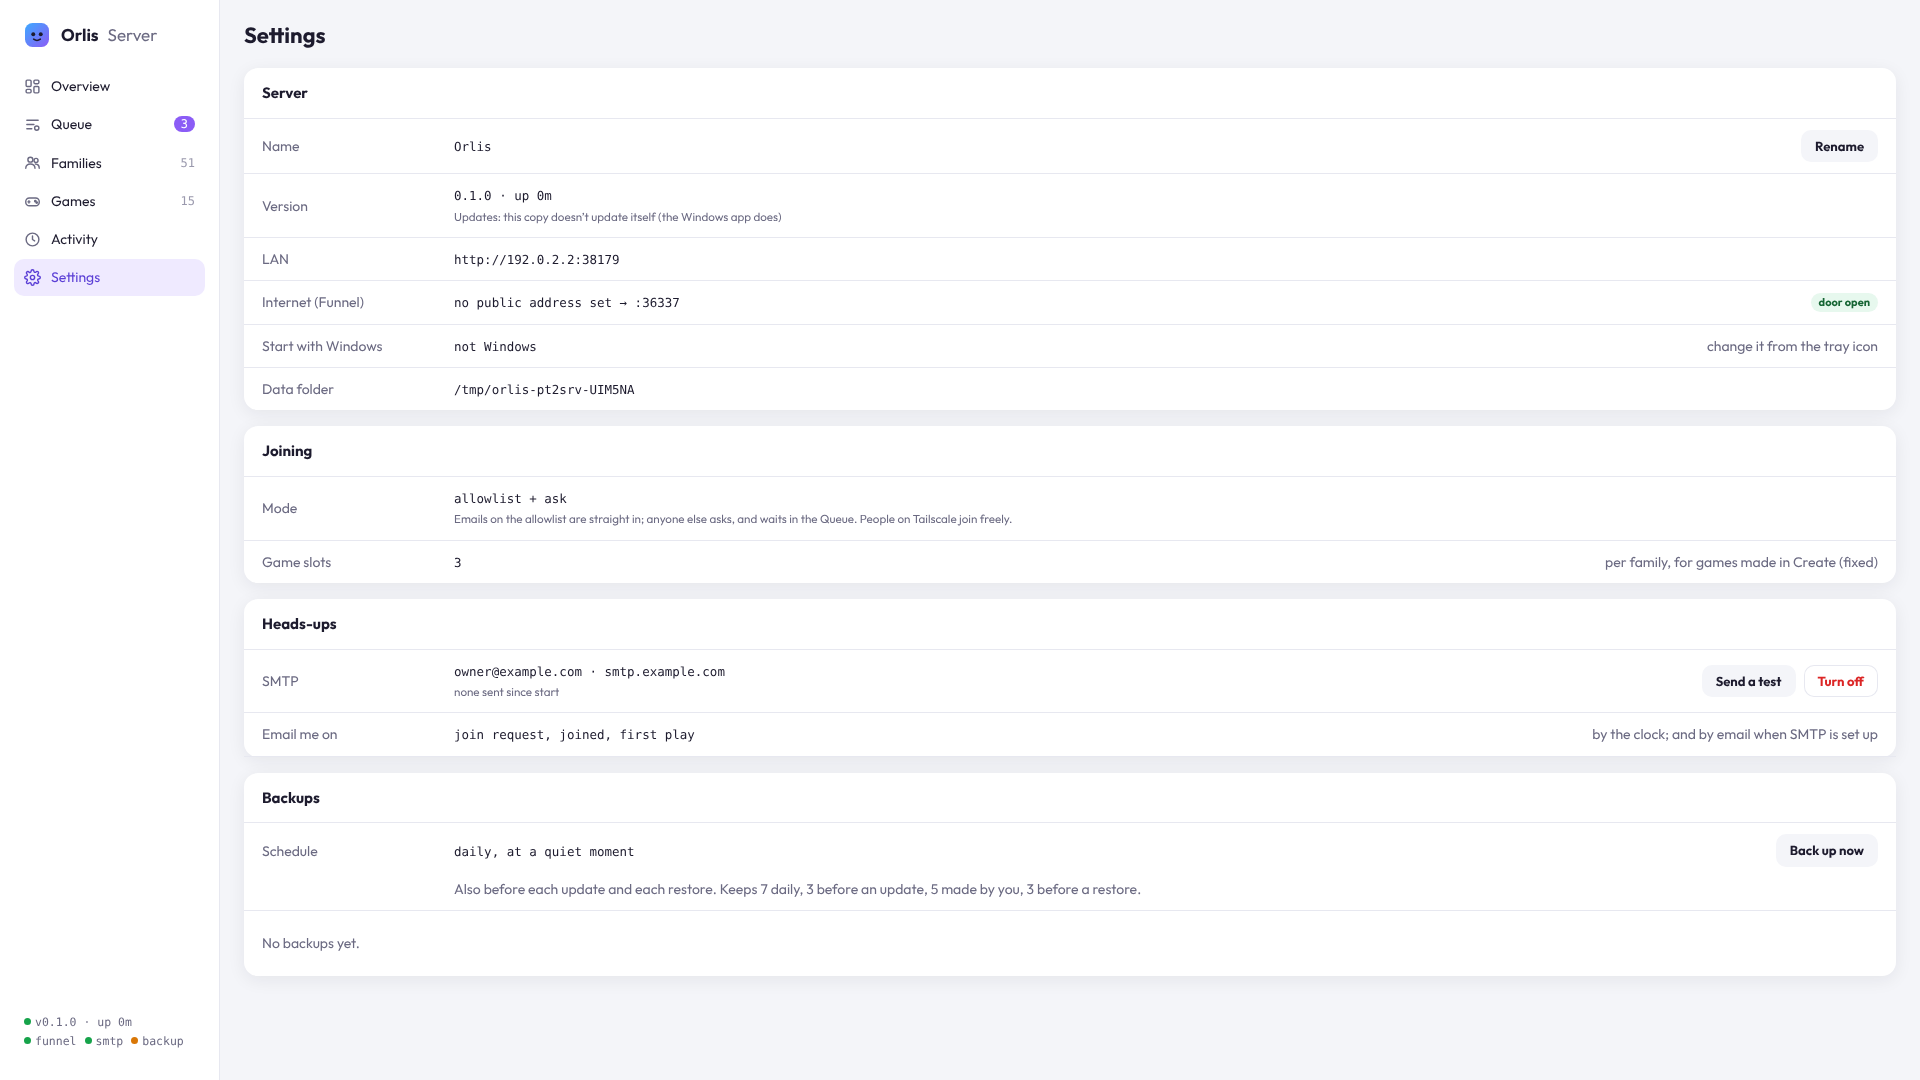 Orlis Server
Overview
Queue 3
Families 51
Games 15
Activity
Settings
v0.1.0 · up 0m
funnel smtp backup
Settings
Server
Name Orlis Rename
Version 0.1.0 · up 0m
Updates: this copy doesn't update itself (the Windows app does)
LAN http://192.0.2.2:38179
Internet (Funnel) no public address set → :36337 door open
Start with Windows not Windows change it from the tray icon
Data folder /tmp/orlis-pt2srv-UIM5NA
Joining
Mode allowlist + ask
Emails on the allowlist are straight in; anyone else asks, and waits in the Queue. People on Tailscale join freely.
Game slots 3 per family, for games made in Create (fixed)
Heads-ups
SMTP owner@example.com · smtp.example.com Send a test Turn off
none sent since start
Email me on join request, joined, first play by the clock; and by email when SMTP is set up
Backups
Schedule daily, at a quiet moment Back up now
Also before each update and each restore. Keeps 7 daily, 3 before an update, 5 made by you, 3 before a restore.
No backups yet.